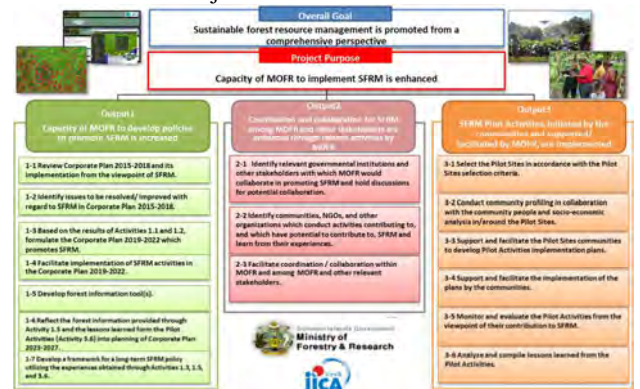 Overall Goal
Sustainable forest resource management is promoted from a
comprehensive perspective
Project Purpose
Capacity of MOFR to implement SFRM is enhanced
Output1
Capacity of MOFR to develop policies
to promote SFRM is increased
1-1 Review Corporate Plan 2015-2018 and its
implementation from the viewpoint of SFRM.
1-2 Identify issues to be resolved/ improved with
regard to SFRM in Corporate Plan 2015-2018.
1-3 Based on the results of Activities 1.1 and 1.2,
formulate the Corporate Plan 2019-2022 which
promotes SFRM.
1-4 Facilitate implementation of SFRM activities in
the Corporate Plan 2019-2022.
1-5 Develop forest information tool(s).
1-6 Reflect the forest information provided through
Activity 1.5 and the lessons learned form the Pilot
Activities (Activity 3.6) into planning of Corporate Plan
2023-2027.
1-7 Develop a framework for a long-term SFRM policy
utilizing the experiences obtained through Activities 1.3, 1.5,
and 3.6.
Output2
Coordination and collaboration for SFRM
among MOFR and other stakeholders are
enhanced through relevant activities by
MOFR
2-1 Identify relevant governmental institutions and
other stakeholders with which MOFR would
collaborate in promoting SFRM and hold discussions
for potential collaboration.
2-2 Identify communities, NGOs, and other
organizations which conduct activities contributing to,
and which have potential to contribute to, SFRM and
learn from their experiences.
2-3 Facilitate coordination / collaboration within
MOFR and among MOFR and other relevant
stakeholders.
Solomon Islands Government
Ministry of
Forestry & Research
jICA
Output3
SFRM Pilot Activities, initiated by the
communities and supported/
facilitated by MOFR, are implemented
3-1 Select the Pilot Sites in accordance with the Pilot
Sites selection criteria.
3-2 Conduct community profiling in collaboration
with the community people and socio-economic
analysis in/around the Pilot Sites.
3-3 Support and facilitate the Pilot Sites communities
to develop Pilot Activities implementation plans.
3-4 Support and facilitate the implementation of the
plans by the communities.
3-5 Monitor and evaluate the Pilot Activities from the
viewpoint of their contribution to SFRM.
3-6 Analyze and compile lessons learned from the
Pilot Activities.